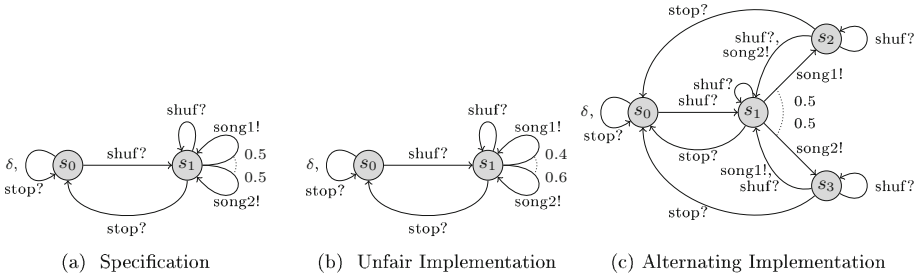 shuf?
song1!
0.5
0.5
song2!
δ,
stop?
s0
shuf?
s1
stop?
(a) Specification
shuf?
song1!
0.4
0.6
song2!
δ,
stop?
s0
shuf?
s1
stop?
(b) Unfair Implementation
stop?
s2
shuf?
shuf?,
song2!
song1!
shuf?
0.5
0.5
δ,
stop?
s0
shuf?
s1
stop?
song2!
song1!,
shuf?
s3
shuf?
stop?
(c) Alternating Implementation